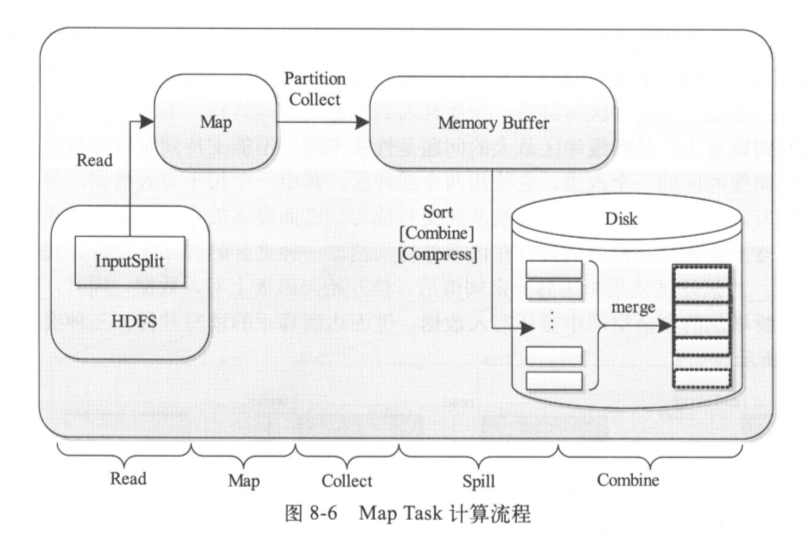 Partition
Collect
Map
Memory Buffer
Read
Sort
[Combine]
[Compress]
Disk
InputSplit
HDFS
merge
⋮
Read
Map
Collect
Spill
Combine
图 8-6 Map Task 计算流程